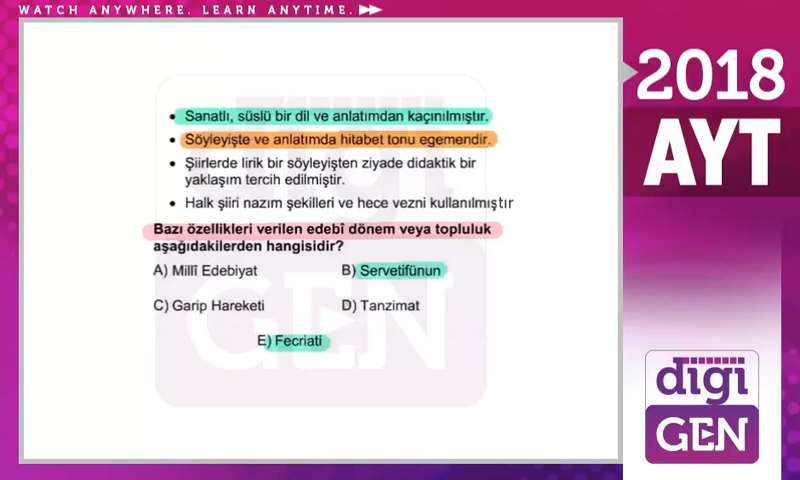 WATCH ANYWHERE. LEARN ANYTIME.
2018
AYT
• Sanatlı, süslü bir dil ve anlatımdan kaçınılmıştır.
• Söyleyişte ve anlatımda hitabet tonu egemendir.
• Şiirlerde lirik bir söyleyişten ziyade didaktik bir
yaklaşım tercih edilmiştir.
• Halk şiiri nazım şekilleri ve hece vezni kullanılmıştır
Bazı özellikleri verilen edebî dönem veya topluluk
aşağıdakilerden hangisidir?
A) Millî Edebiyat
B) Servetifünun
C) Garip Hareketi
D) Tanzimat
E) Fecriati
digi
GEN
digi
GEN